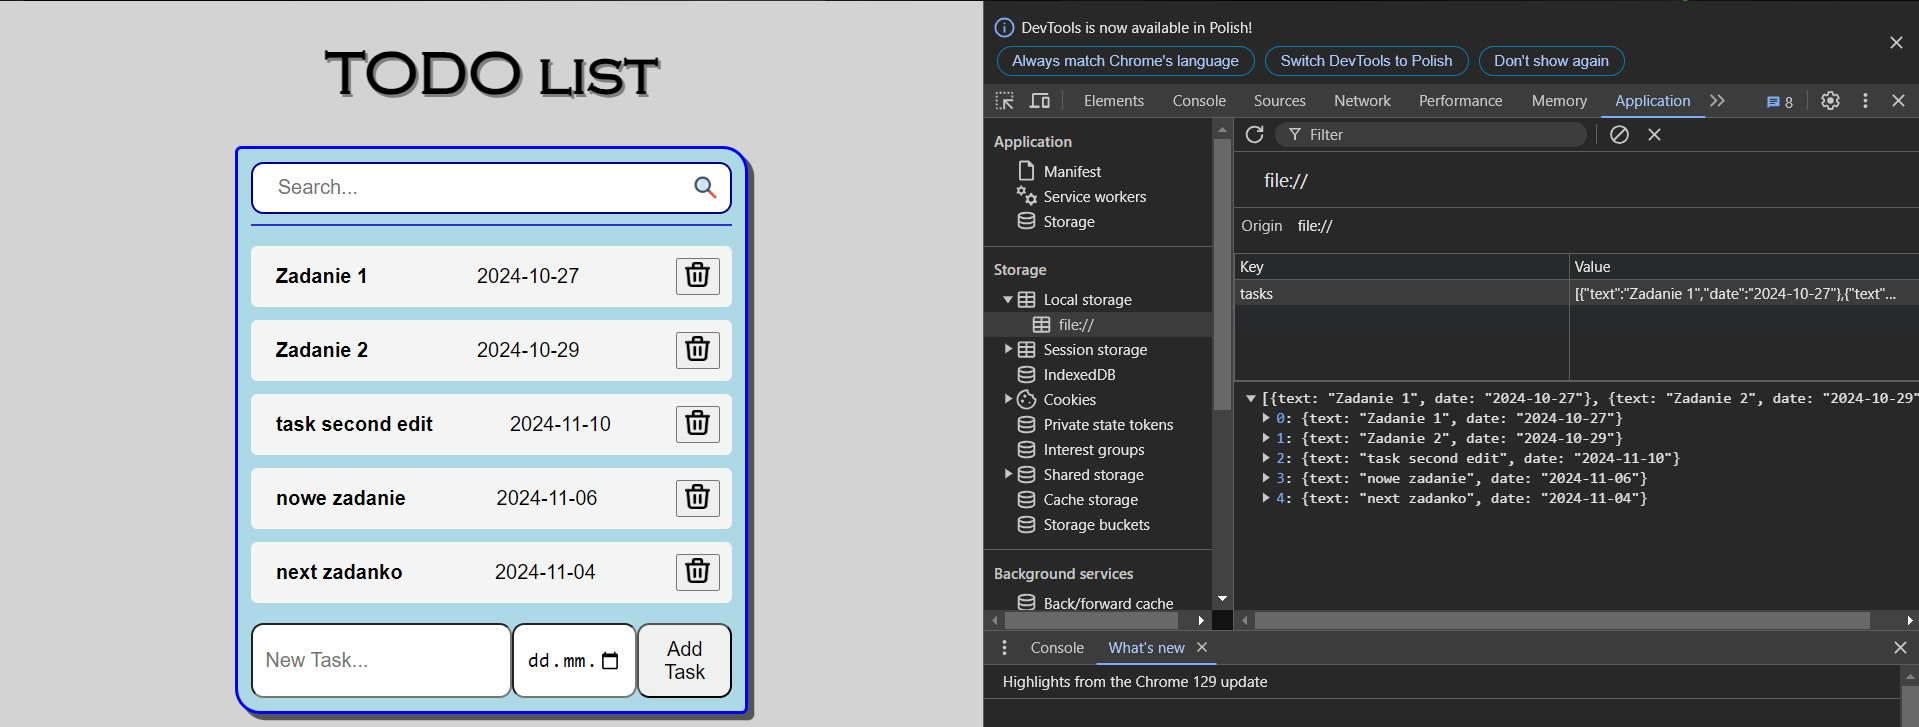 TODO LIST
Search...
Zadanie 1 2024-10-27
Zadanie 2 2024-10-29
task second edit 2024-11-10
nowe zadanie 2024-11-06
next zadanko 2024-11-04
New Task...
dd.mm.
Add
Task
DevTools is now available in Polish!
Always match Chrome's language Switch DevTools to Polish Don't show again
Elements Console Sources Network Performance Memory Application 8
Application
Manifest
Service workers
Storage
Storage
Local storage
file://
Session storage
IndexedDB
Cookies
Private state tokens
Interest groups
Shared storage
Cache storage
Storage buckets
Background services
Back/forward cache
Filter
file://
Origin file://
Key Value
tasks [{"text":"Zadanie 1","date":"2024-10-27"},{"text"...
[{text: "Zadanie 1", date: "2024-10-27"}, {text: "Zadanie 2", date: "2024-10-29"
0: {text: "Zadanie 1", date: "2024-10-27"}
1: {text: "Zadanie 2", date: "2024-10-29"}
2: {text: "task second edit", date: "2024-11-10"}
3: {text: "nowe zadanie", date: "2024-11-06"}
4: {text: "next zadanko", date: "2024-11-04"}
Console What's new
Highlights from the Chrome 129 update